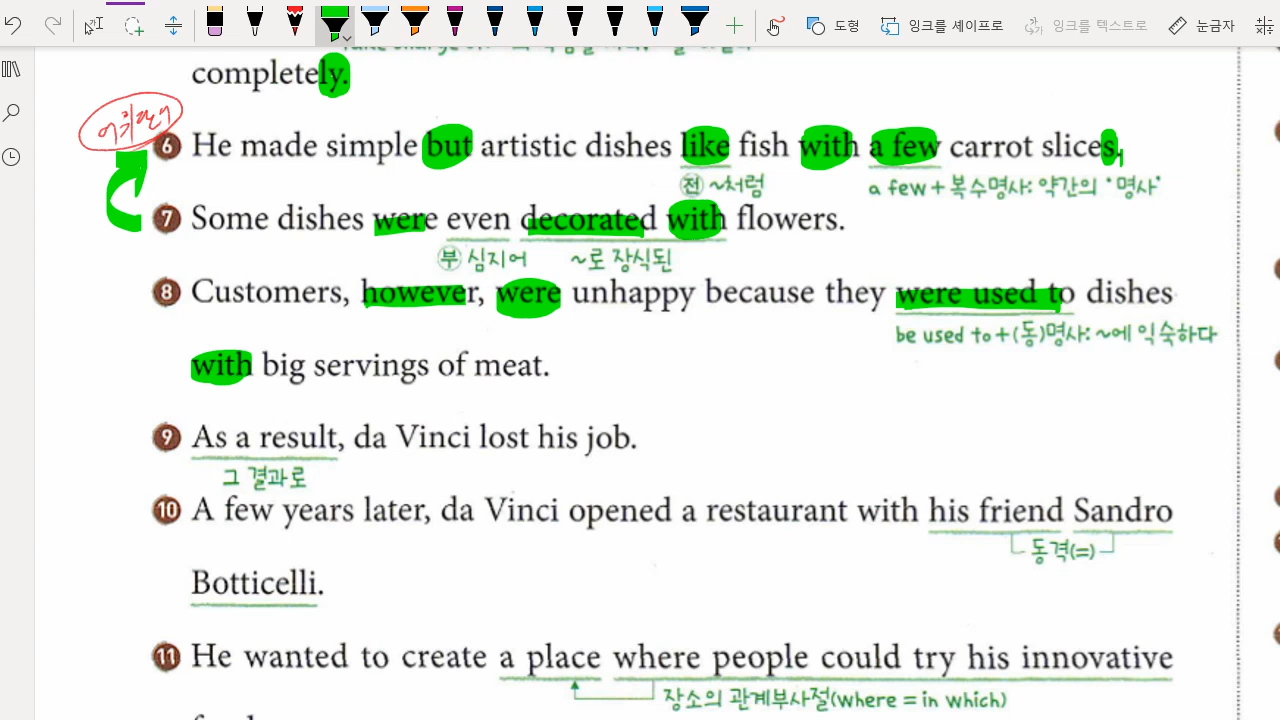 도형 잉크를 셰이프로 잉크를 텍스트로 눈금자
completely.
어휘단어
6 He made simple but artistic dishes like fish with a few carrot slices.
전 ~처럼 a few+복수명사: 약간의 '명사'
7 Some dishes were even decorated with flowers.
부 심지어 ~로 장식된
8 Customers, however, were unhappy because they were used to dishes
be used to+(동)명사: ~에 익숙하다
with big servings of meat.
9 As a result, da Vinci lost his job.
그 결과로
10 A few years later, da Vinci opened a restaurant with his friend Sandro
동격(=)
Botticelli.
11 He wanted to create a place where people could try his innovative
장소의 관계부사절(where = in which)